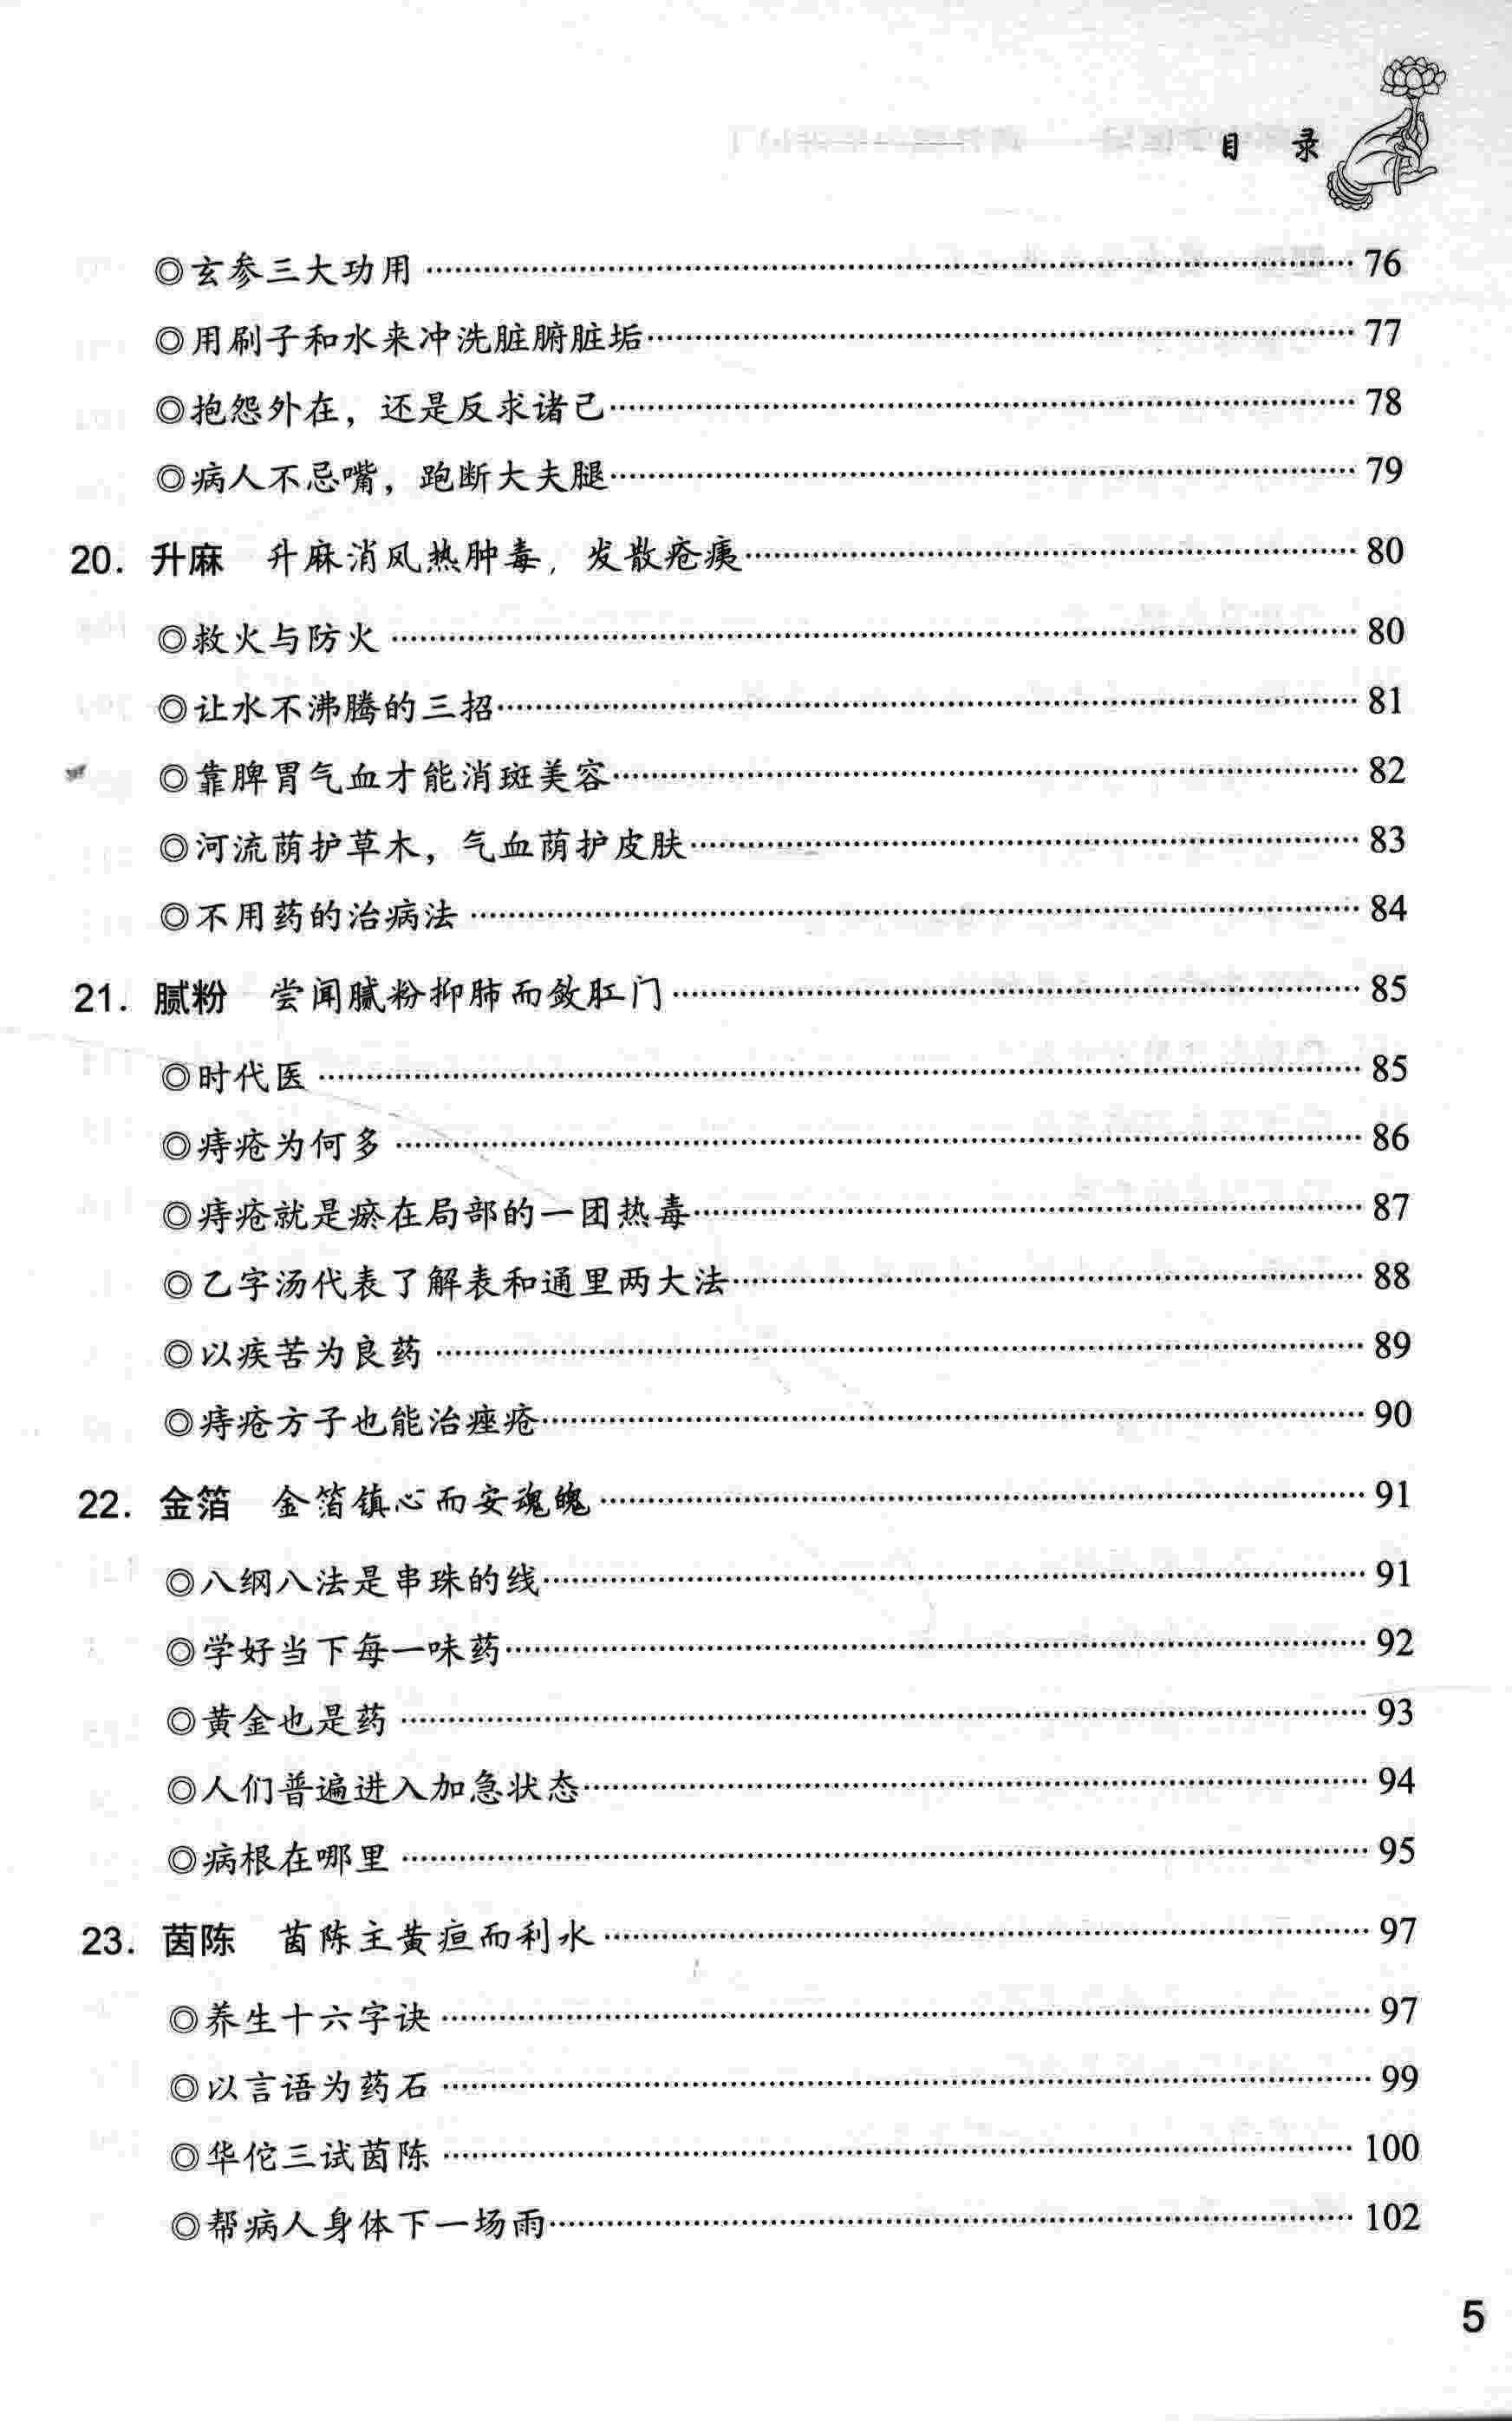 目 录
◎玄参三大功用……76
◎用刷子和水来冲洗脏腑脏垢……77
◎抱怨外在，还是反求诸己……78
◎病人不忌嘴，跑断大夫腿……79
20. 升麻 升麻消风热肿毒，发散疮痍……80
◎救火与防火……80
◎让水不沸腾的三招……81
◎靠脾胃气血才能消斑美容……82
◎河流荫护草木，气血荫护皮肤……83
◎不用药的治病法……84
21. 腻粉 尝闻腻粉抑肺而敛肛门……85
◎时代医……85
◎痔疮为何多……86
◎痔疮就是瘀在局部的一团热毒……87
◎乙字汤代表了解表和通里两大法……88
◎以疾苦为良药……89
◎痔疮方子也能治痤疮……90
22. 金箔 金箔镇心而安魂魄……91
◎八纲八法是串珠的线……91
◎学好当下每一味药……92
◎黄金也是药……93
◎人们普遍进入加急状态……94
◎病根在哪里……95
23. 茵陈 茵陈主黄疸而利水……97
◎养生十六字诀……97
◎以言语为药石……99
◎华佗三试茵陈……100
◎帮病人身体下一场雨……102
5